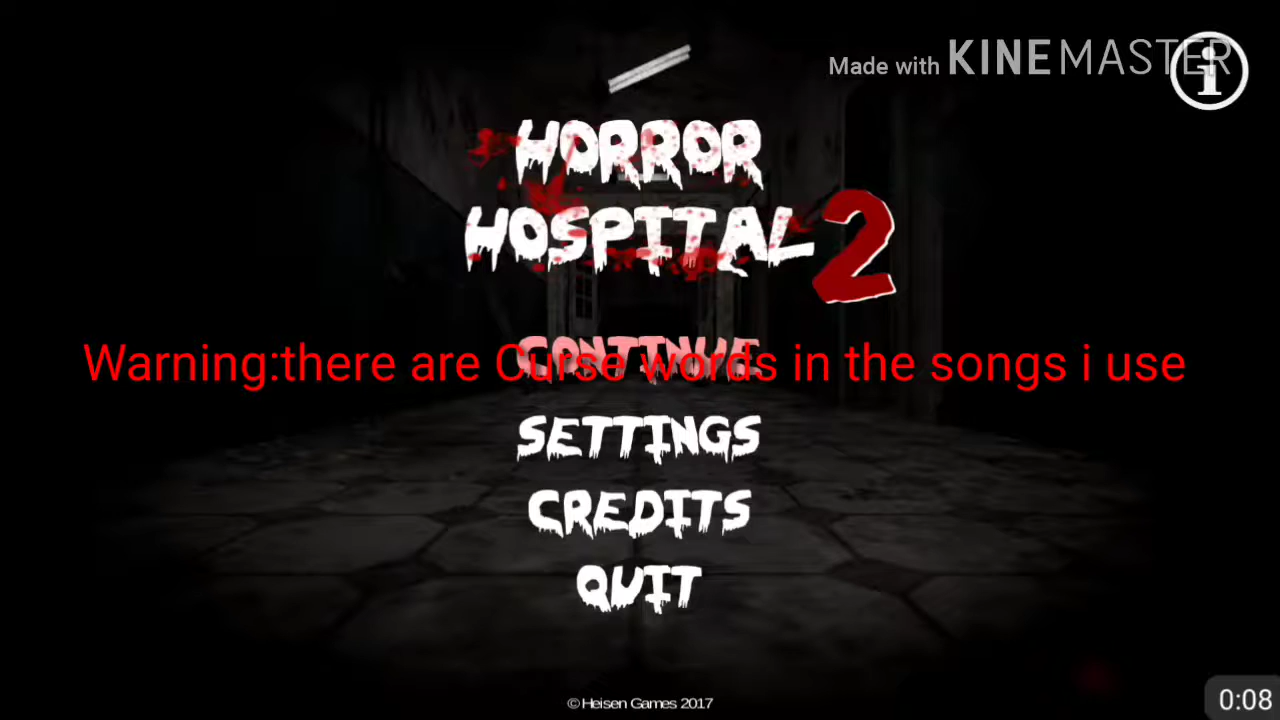 Made with KINEMASTER
i
HORROR
HOSPITAL 2
CONTINUE
Warning:there are Curse words in the songs i use
SETTINGS
CREDITS
QUIT
© Heisen Games 2017
0:08